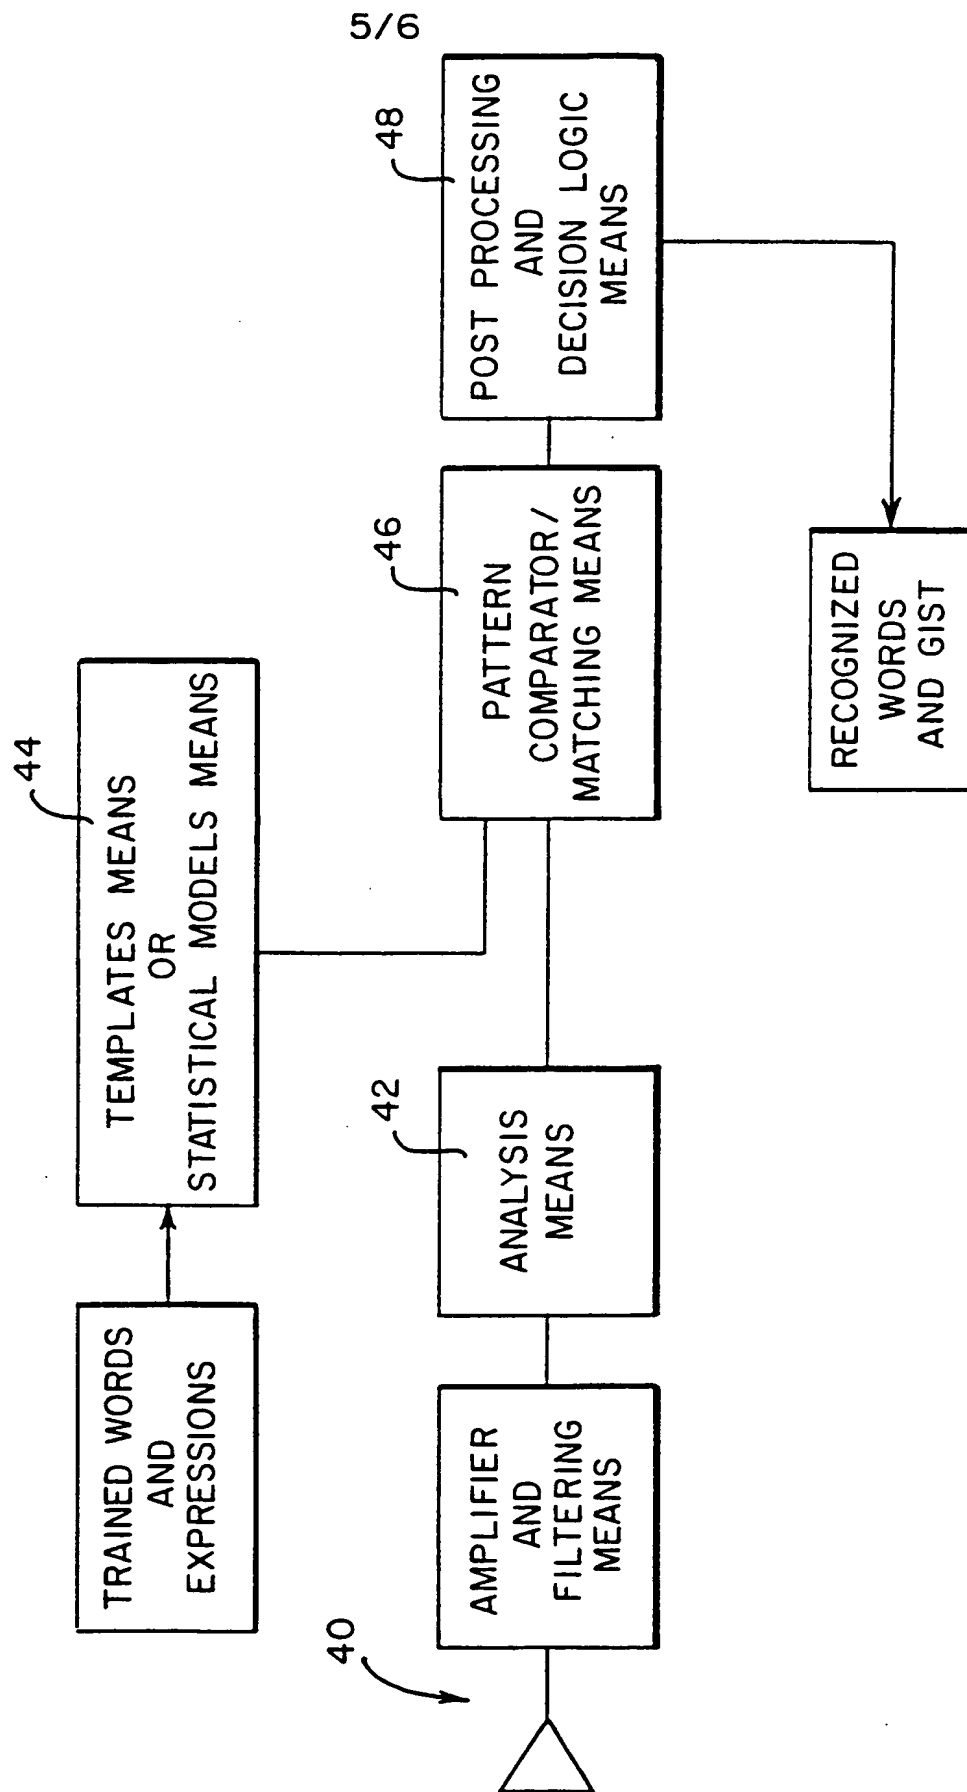 5/6
44
TRAINED WORDS
AND
EXPRESSIONS
TEMPLATES MEANS
OR
STATISTICAL MODELS MEANS
40
AMPLIFIER
AND
FILTERING
MEANS
42
ANALYSIS
MEANS
46
PATTERN
COMPARATOR/
MATCHING MEANS
48
POST PROCESSING
AND
DECISION LOGIC
MEANS
RECOGNIZED
WORDS
AND GIST